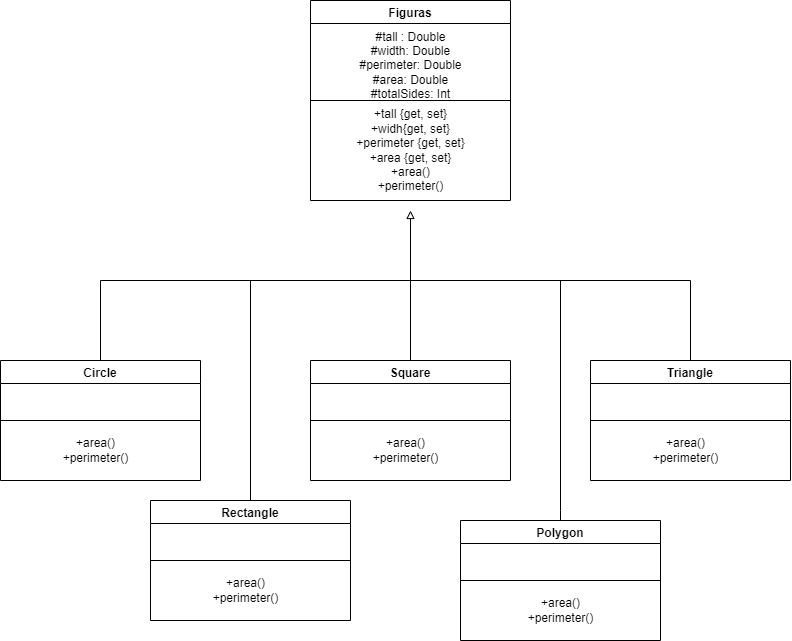 Figuras
#tall : Double
#width: Double
#perimeter: Double
#area: Double
#totalSides: Int
+tall {get, set}
+widh{get, set}
+perimeter {get, set}
+area {get, set}
+area()
+perimeter()
Circle
+area()
+perimeter()
Square
+area()
+perimeter()
Triangle
+area()
+perimeter()
Rectangle
+area()
+perimeter()
Polygon
+area()
+perimeter()